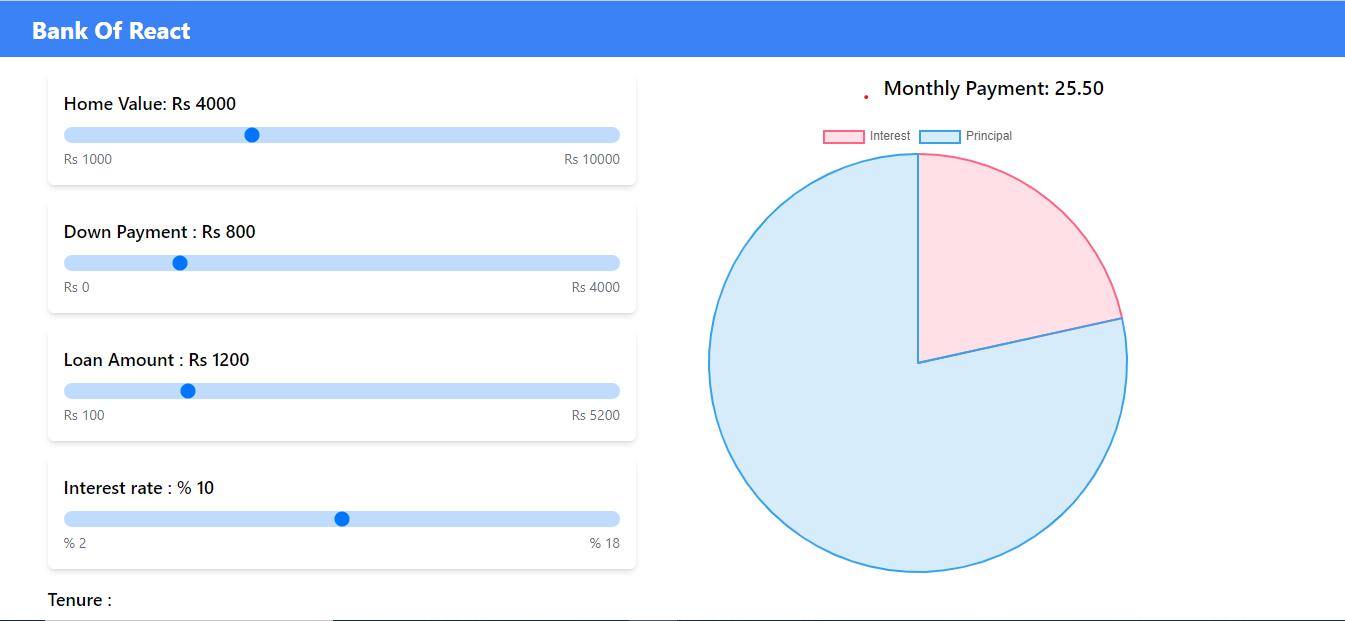 Bank Of React
Home Value: Rs 4000
Rs 1000 Rs 10000
Down Payment : Rs 800
Rs 0 Rs 4000
Loan Amount : Rs 1200
Rs 100 Rs 5200
Interest rate : % 10
% 2 % 18
Tenure :
Monthly Payment: 25.50
Interest Principal